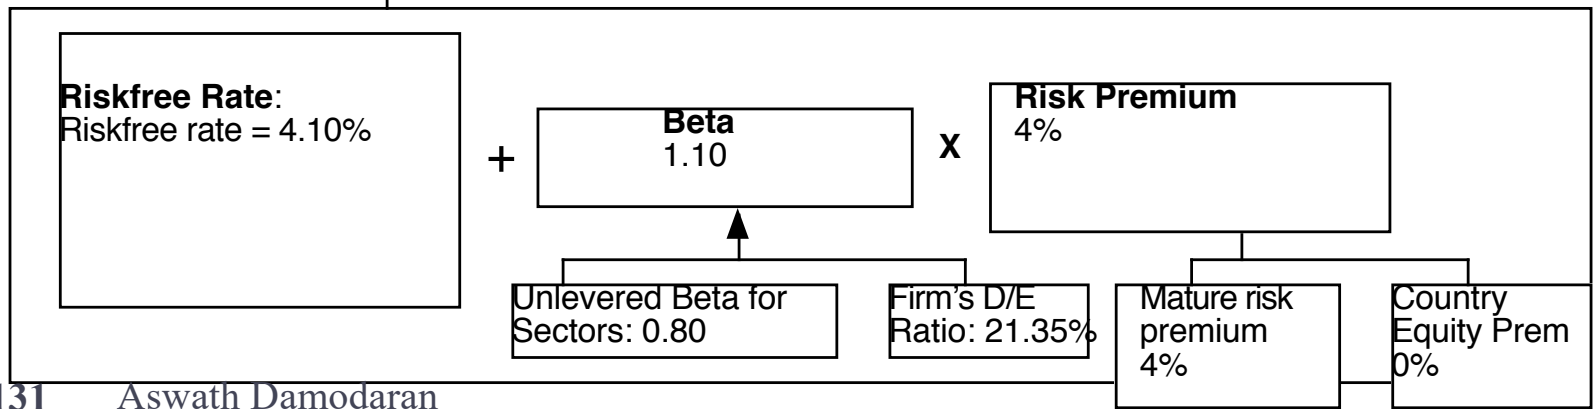 Riskfree Rate:
Riskfree rate = 4.10%
+
Beta
1.10
x
Risk Premium
4%
Unlevered Beta for
Sectors: 0.80
Firm's D/E
Ratio: 21.35%
Mature risk
premium
4%
Country
Equity Prem
0%
131 Aswath Damodaran